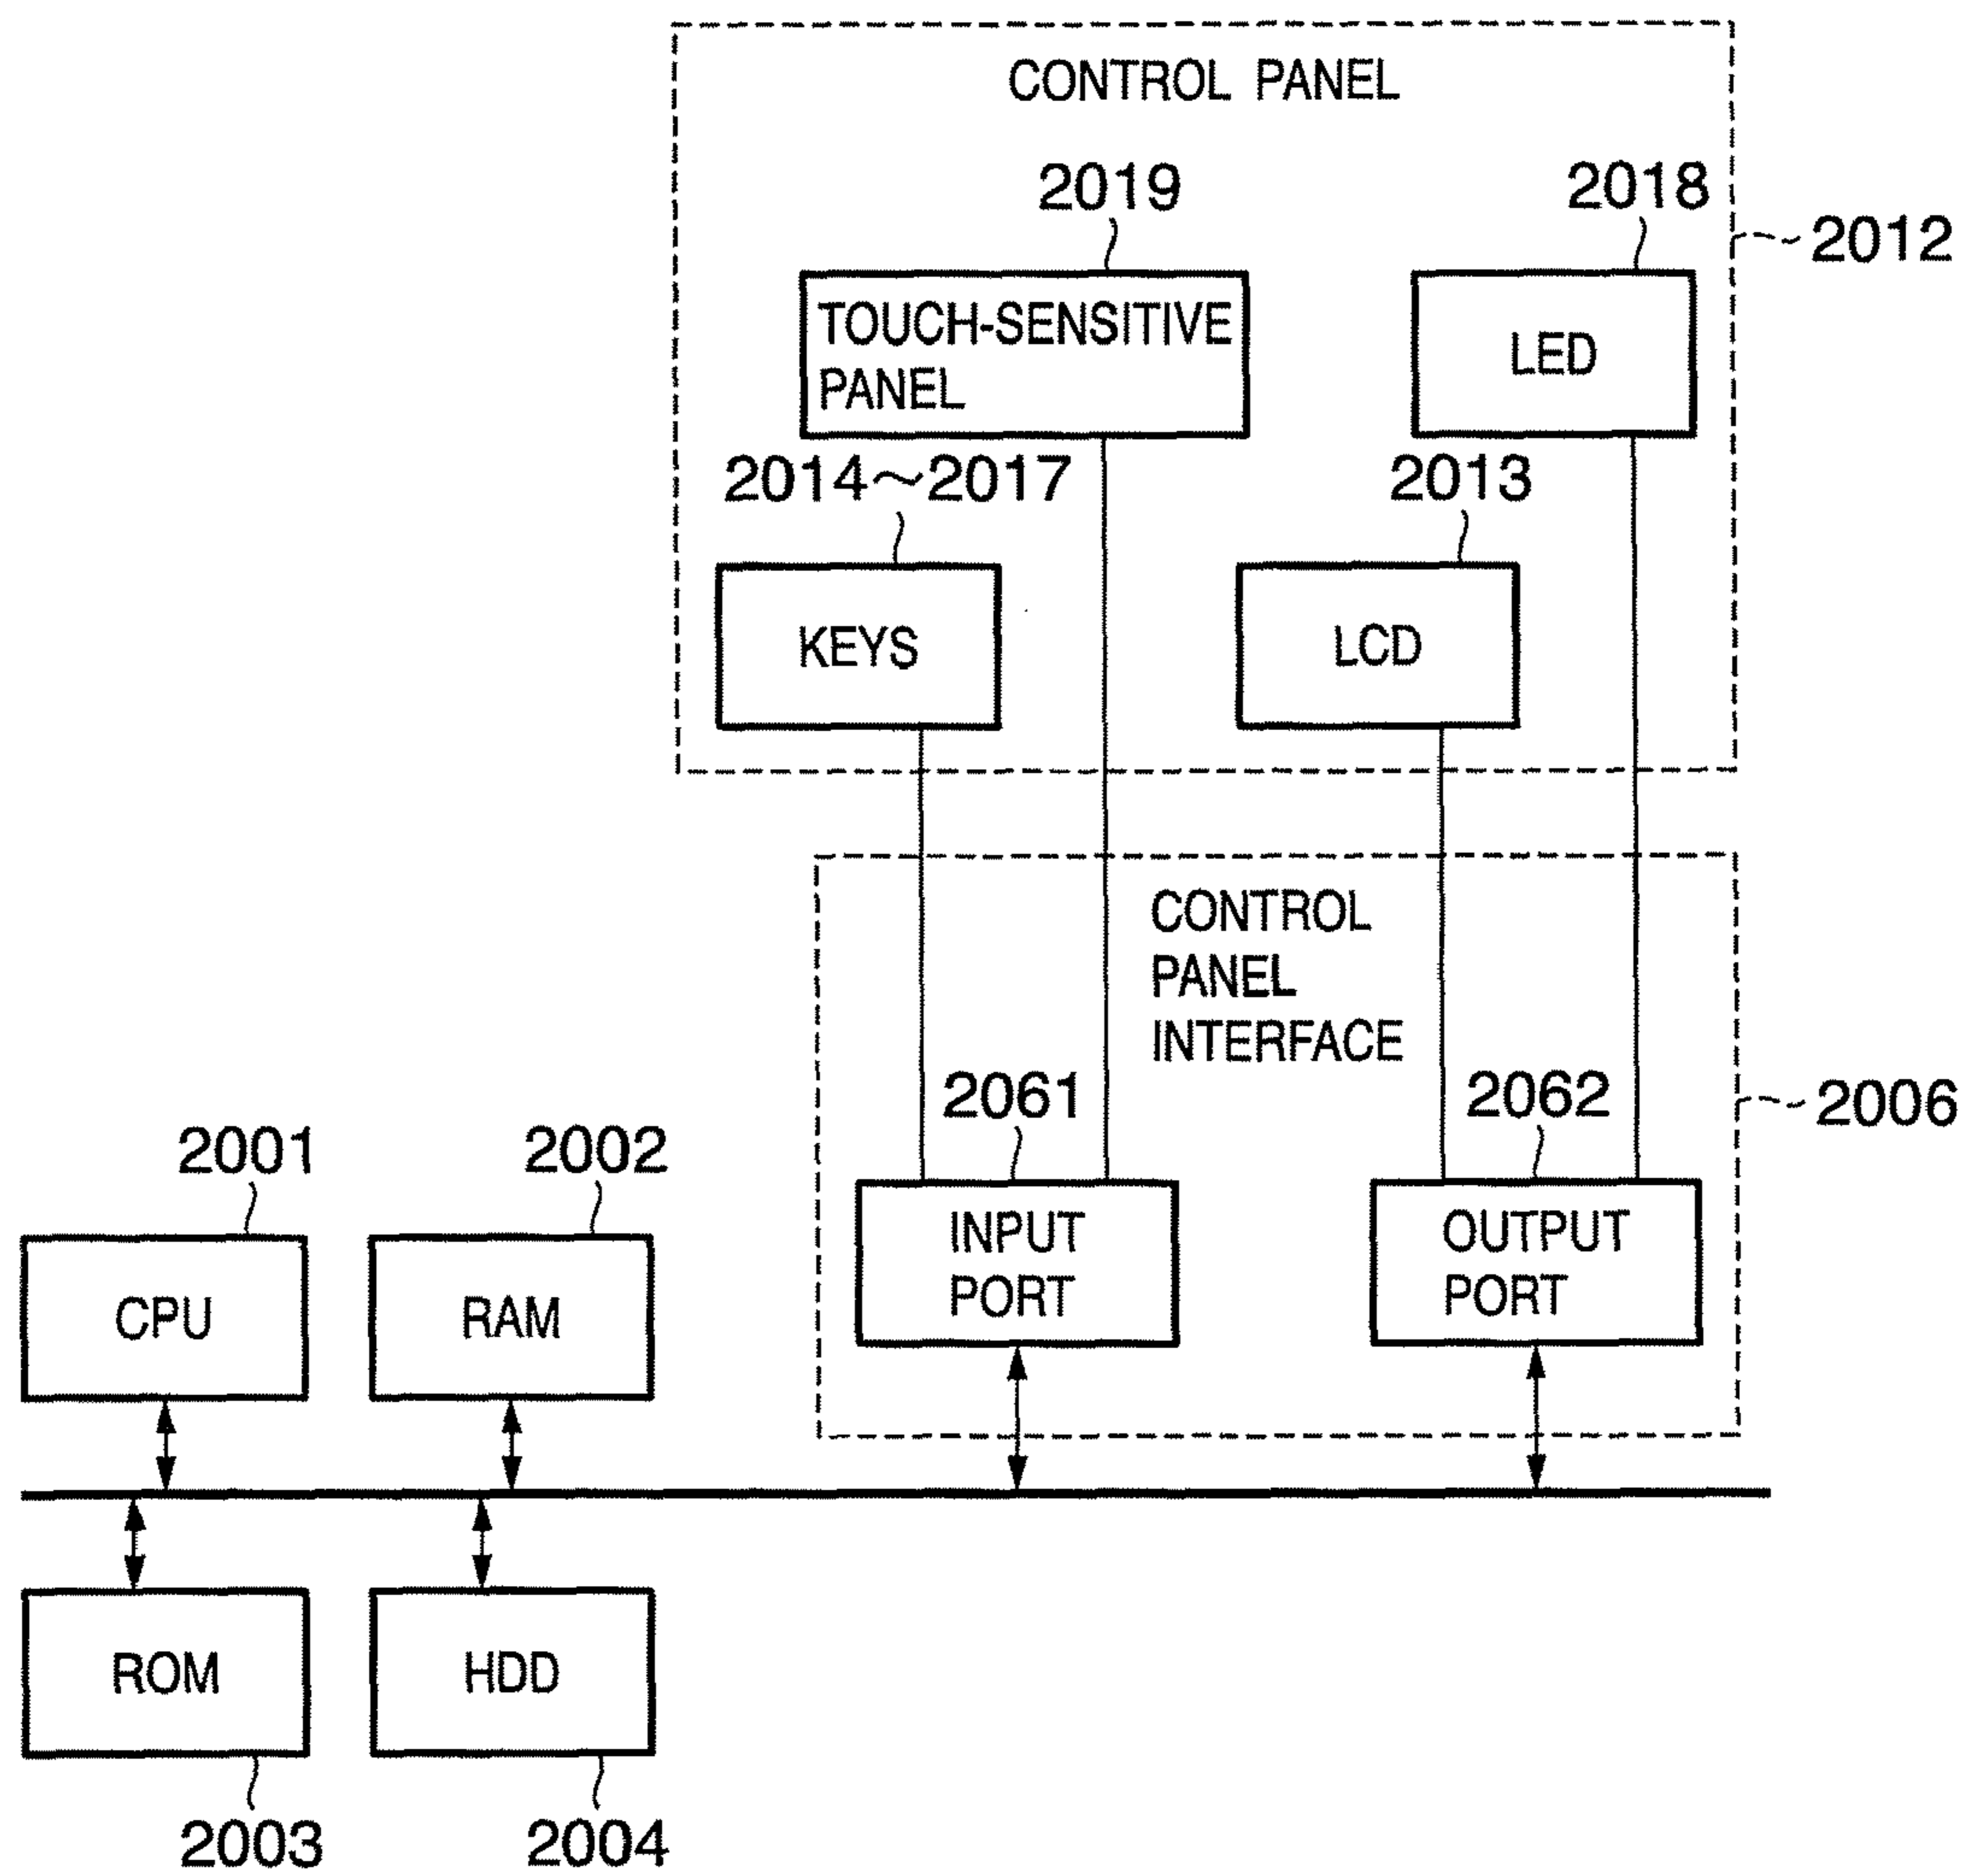 CONTROL PANEL
2019
2018
2012
TOUCH-SENSITIVE
PANEL
LED
2014~2017
2013
KEYS
LCD
CONTROL
PANEL
INTERFACE
2061
2062
2006
2001
2002
INPUT
PORT
OUTPUT
PORT
CPU
RAM
ROM
HDD
2003
2004